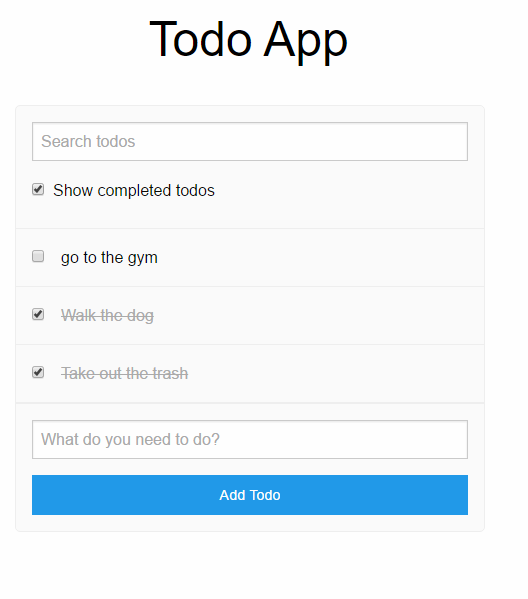 Todo App
Search todos
Show completed todos
go to the gym
Walk the dog
Take out the trash
What do you need to do?
Add Todo